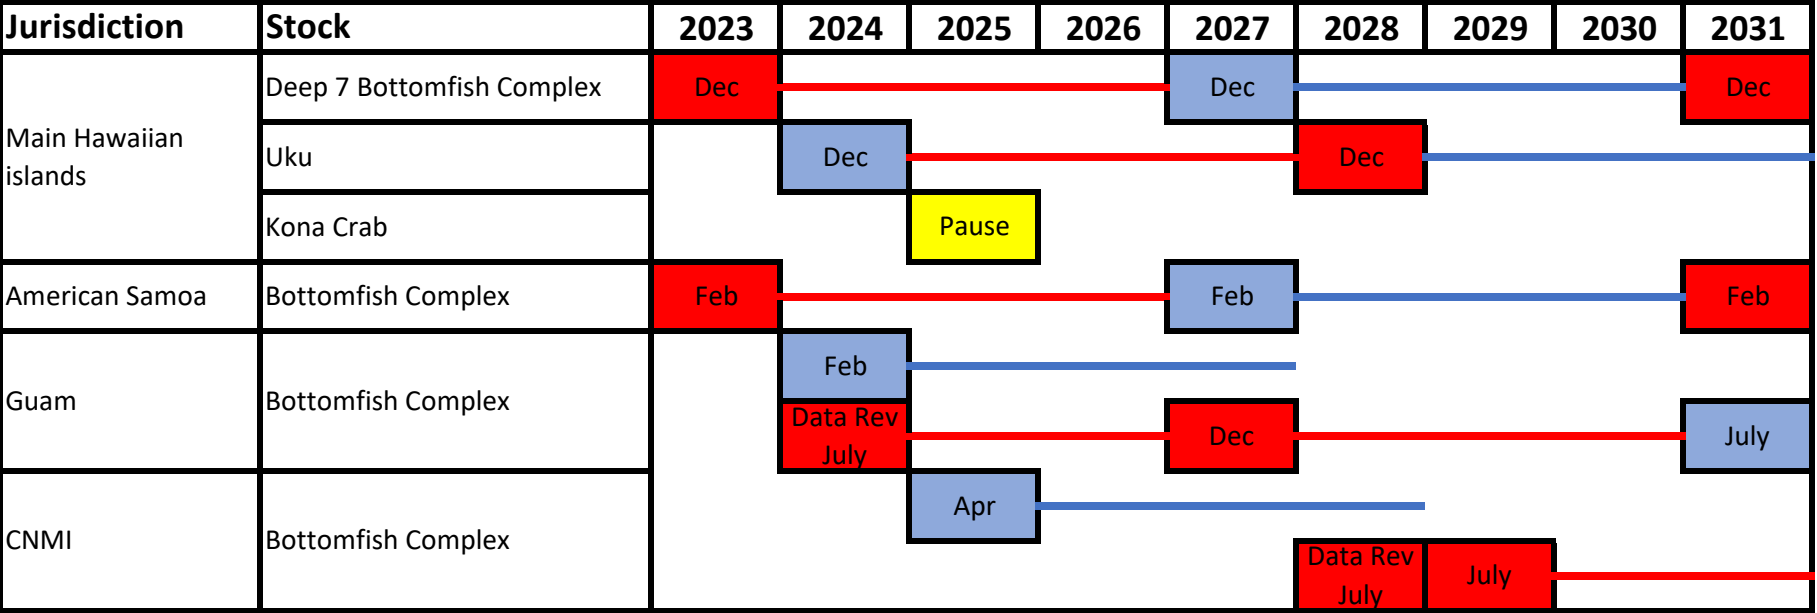 Jurisdiction Stock 2023 2024 2025 2026 2027 2028 2029 2030 2031
Main Hawaiian
islands
Deep 7 Bottomfish Complex Dec Dec Dec
Uku Dec Dec
Kona Crab Pause
American Samoa Bottomfish Complex Feb Feb Feb
Guam Bottomfish Complex
Feb
Data Rev
July
Dec July
CNMI Bottomfish Complex
Apr
Data Rev
July
July